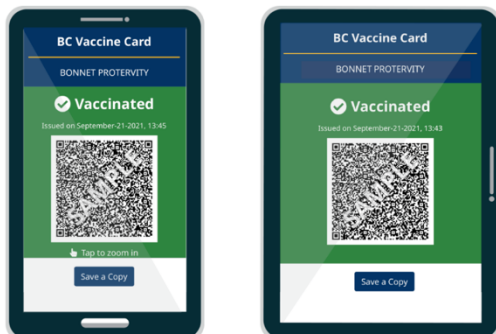 BC Vaccine Card
BONNET PROTERVITY
Vaccinated
Issued on September-21-2021, 13:45
SAMPLE
Tap to zoom in
Save a Copy
BC Vaccine Card
BONNET PROTERVITY
Vaccinated
Issued on September-21-2021, 13:43
SAMPLE
Save a Copy